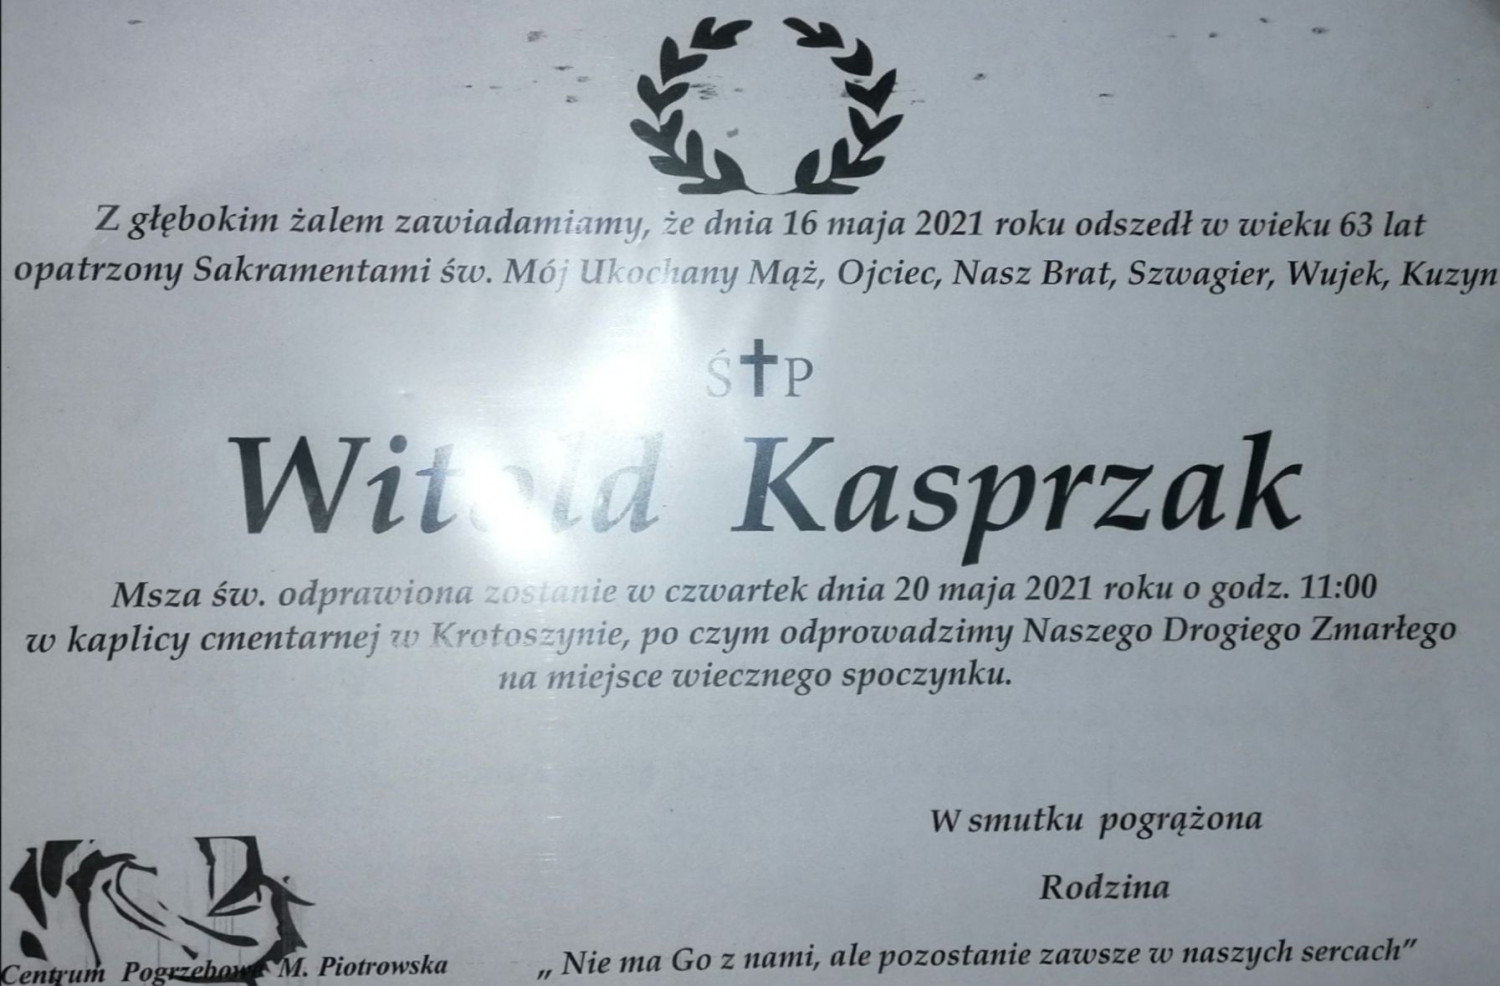 Z głębokim żalem zawiadamiamy, że dnia 16 maja 2021 roku odszedł w wieku 63 lat
opatrzony Sakramentami św. Mój Ukochany Mąż, Ojciec, Nasz Brat, Szwagier, Wujek, Kuzyn
Ś✝P
Witold Kasprzak
Msza św. odprawiona zostanie w czwartek dnia 20 maja 2021 roku o godz. 11:00
w kaplicy cmentarnej w Krotoszynie, po czym odprowadzimy Naszego Drogiego Zmarłego
na miejsce wiecznego spoczynku.
W smutku pogrążona
Rodzina
Centrum Pogrzebowe M. Piotrowska
„Nie ma Go z nami, ale pozostanie zawsze w naszych sercach”